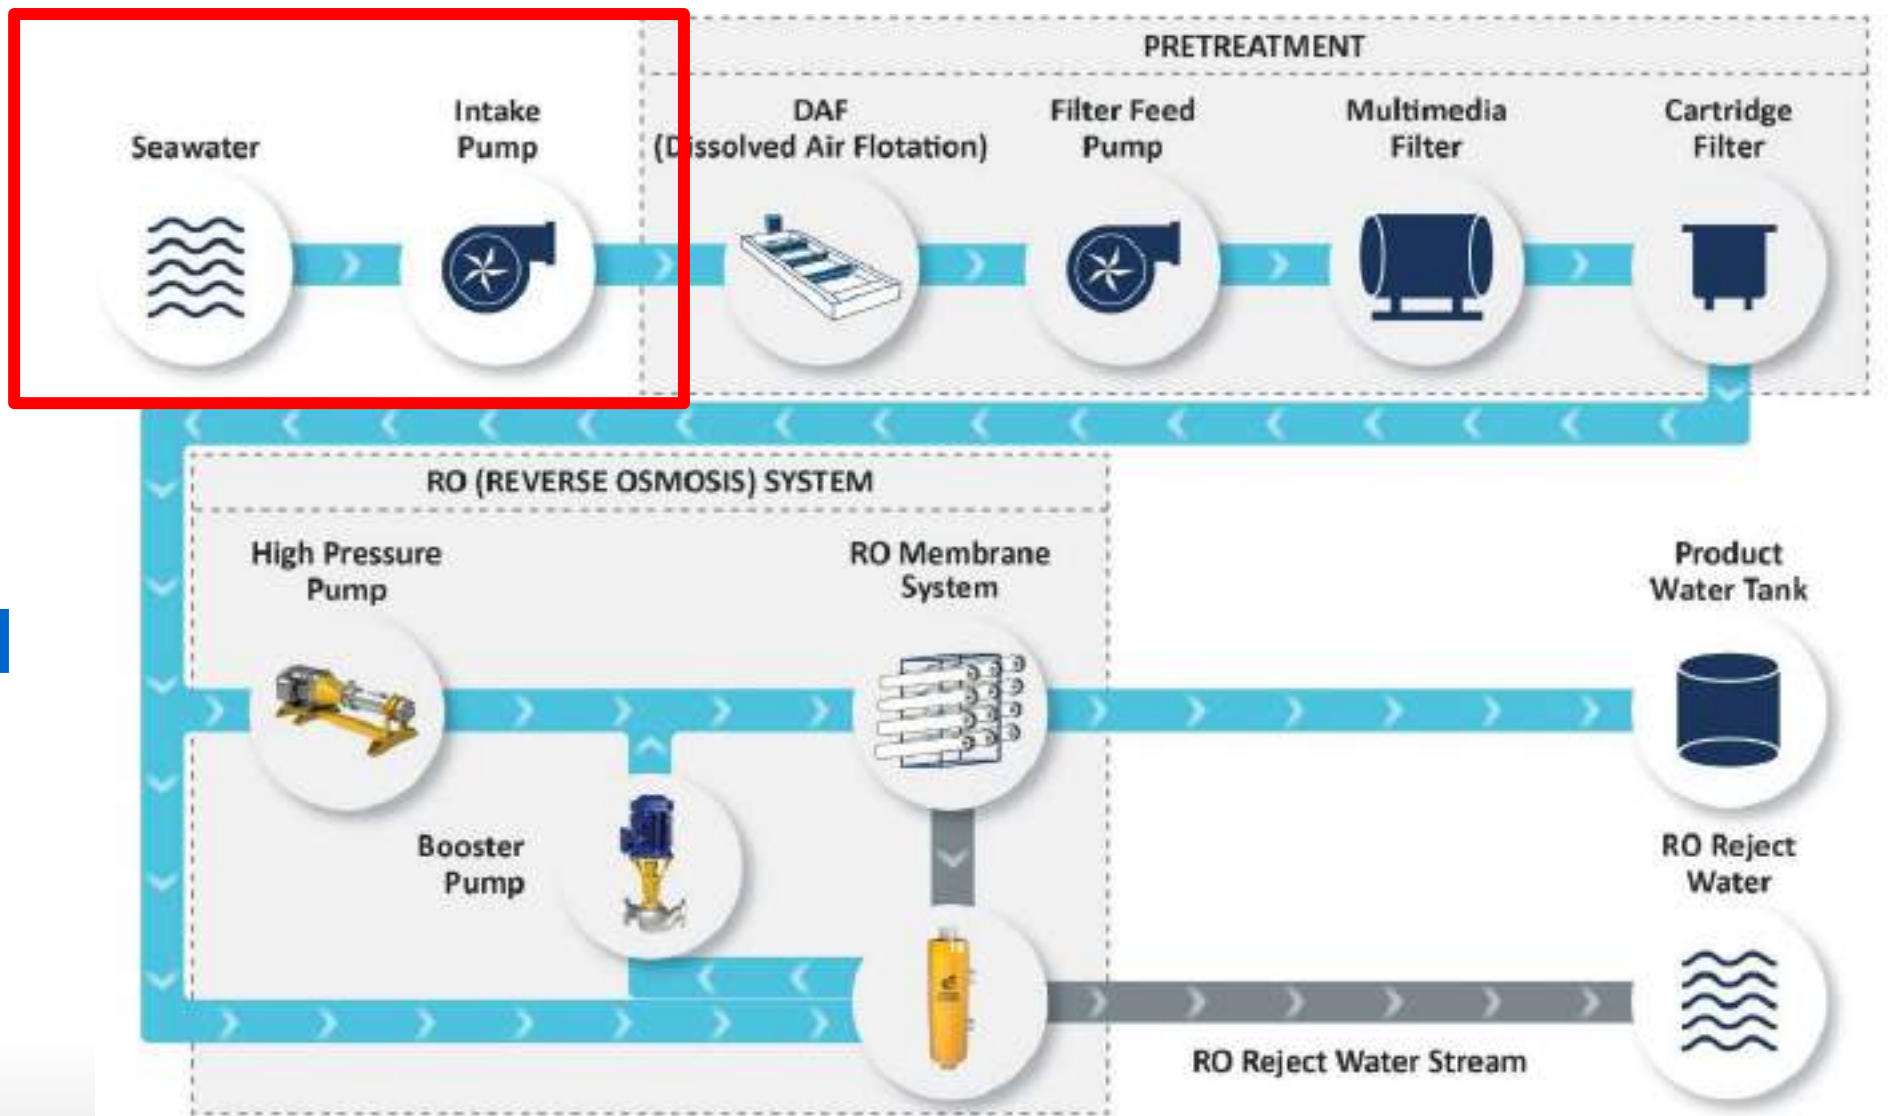 PRETREATMENT
Seawater
Intake
Pump
DAF
(Dissolved Air Flotation)
Filter Feed
Pump
Multimedia
Filter
Cartridge
Filter
RO (REVERSE OSMOSIS) SYSTEM
High Pressure
Pump
RO Membrane
System
Product
Water Tank
Booster
Pump
RO Reject
Water
RO Reject Water Stream